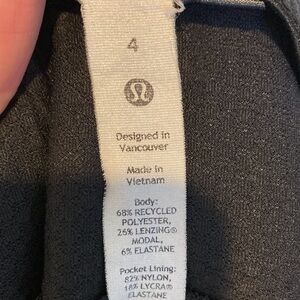 4
Designed in
Vancouver
Made in
Vietnam
Body:
68% RECYCLED
POLYESTER,
26% LENZING®
MODAL,
6% ELASTANE
Pocket Lining:
82% NYLON,
18% LYCRA®
ELASTANE